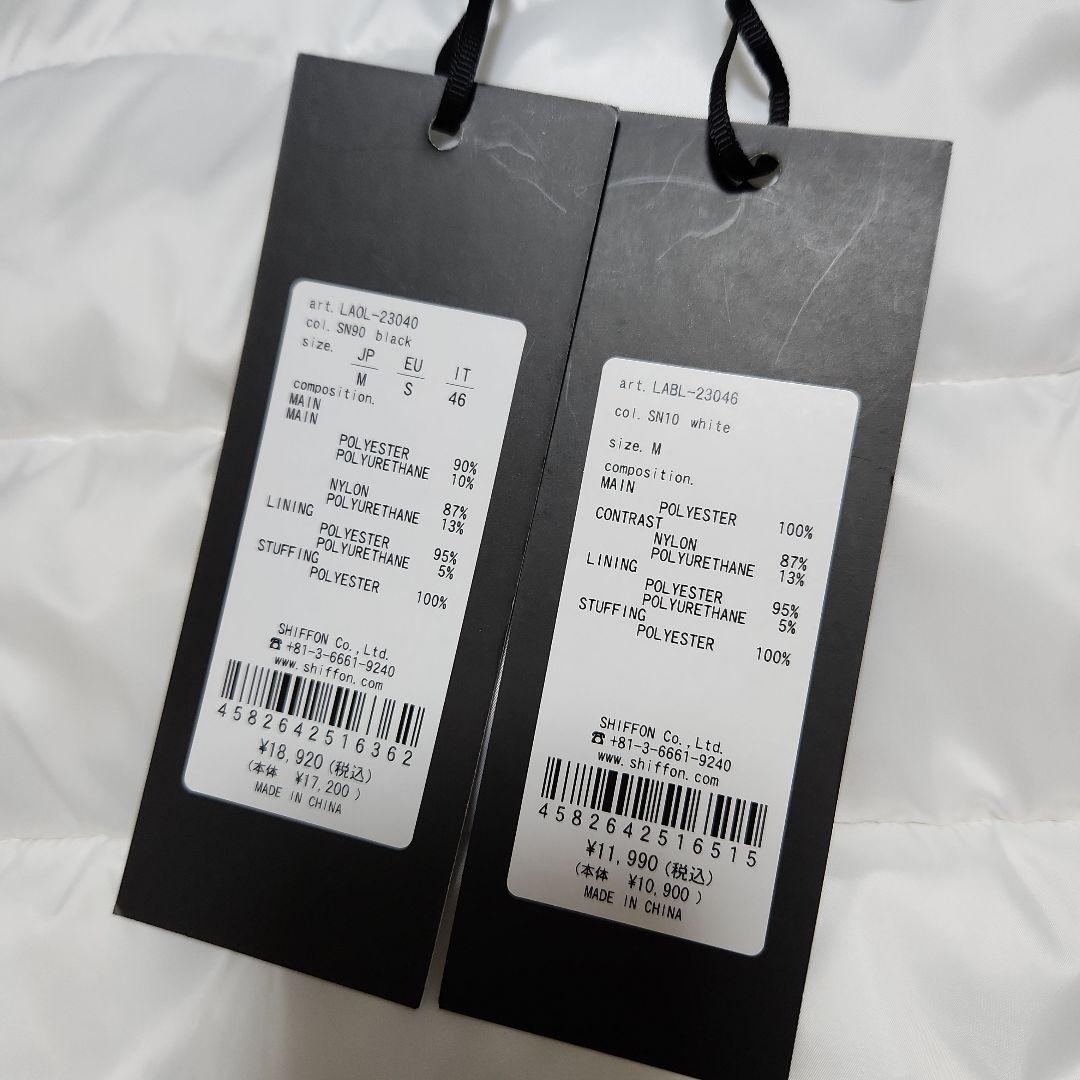 art. LAOL-23040
col. SN90 black
size. JP EU IT
M S 46
composition.
MAIN
MAIN
POLYESTER 90%
POLYURETHANE 10%
NYLON 87%
POLYURETHANE 13%
LINING
POLYESTER 95%
POLYURETHANE 5%
STUFFING
POLYESTER 100%
SHIFFON Co.,Ltd.
☎ +81-3-6661-9240
www.shiffon.com
4582642516362
¥18,920(税込)
(本体 ¥17,200 )
MADE IN CHINA
art. LABL-23046
col. SN10 white
size. M
composition.
MAIN
POLYESTER 100%
CONTRAST
NYLON 87%
POLYURETHANE 13%
LINING
POLYESTER 95%
POLYURETHANE 5%
STUFFING
POLYESTER 100%
SHIFFON Co.,Ltd.
☎ +81-3-6661-9240
www.shiffon.com
4582642516515
¥11,990(税込)
(本体 ¥10,900 )
MADE IN CHINA